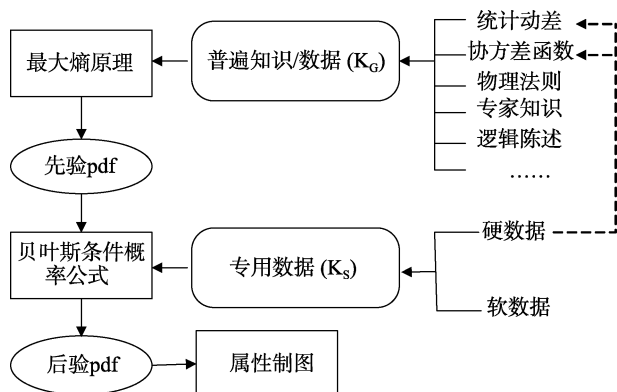 统计动差
协方差函数
物理法则
专家知识
逻辑陈述
……
普遍知识/数据 (K_G)
最大熵原理
先验pdf
贝叶斯条件概
率公式
专用数据 (K_S)
硬数据
软数据
后验pdf
属性制图